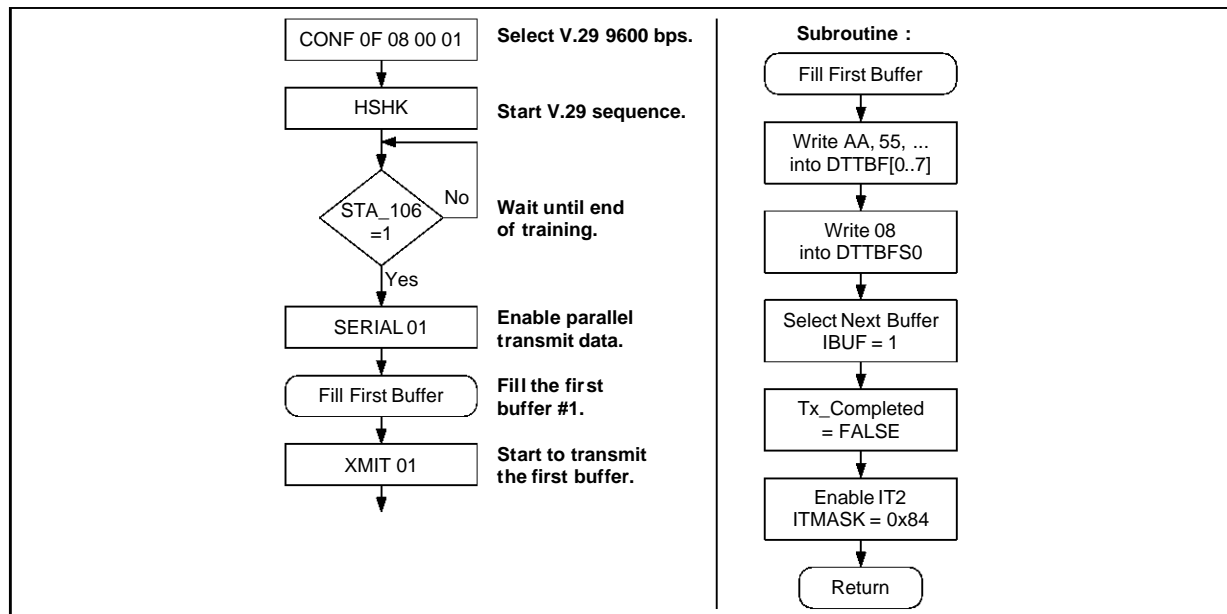 CONF 0F 08 00 01
Select V.29 9600 bps.
HSHK
Start V.29 sequence.
No
STA_106
=1
Wait until end
of training.
Yes
SERIAL 01
Enable parallel
transmit data.
Fill First Buffer
Fill the first
buffer #1.
XMIT 01
Start to transmit
the first buffer.
Subroutine :
Fill First Buffer
Write AA, 55, ...
into DTTBF[0..7]
Write 08
into DTTBFS0
Select Next Buffer
IBUF = 1
Tx_Completed
= FALSE
Enable IT2
ITMASK = 0x84
Return